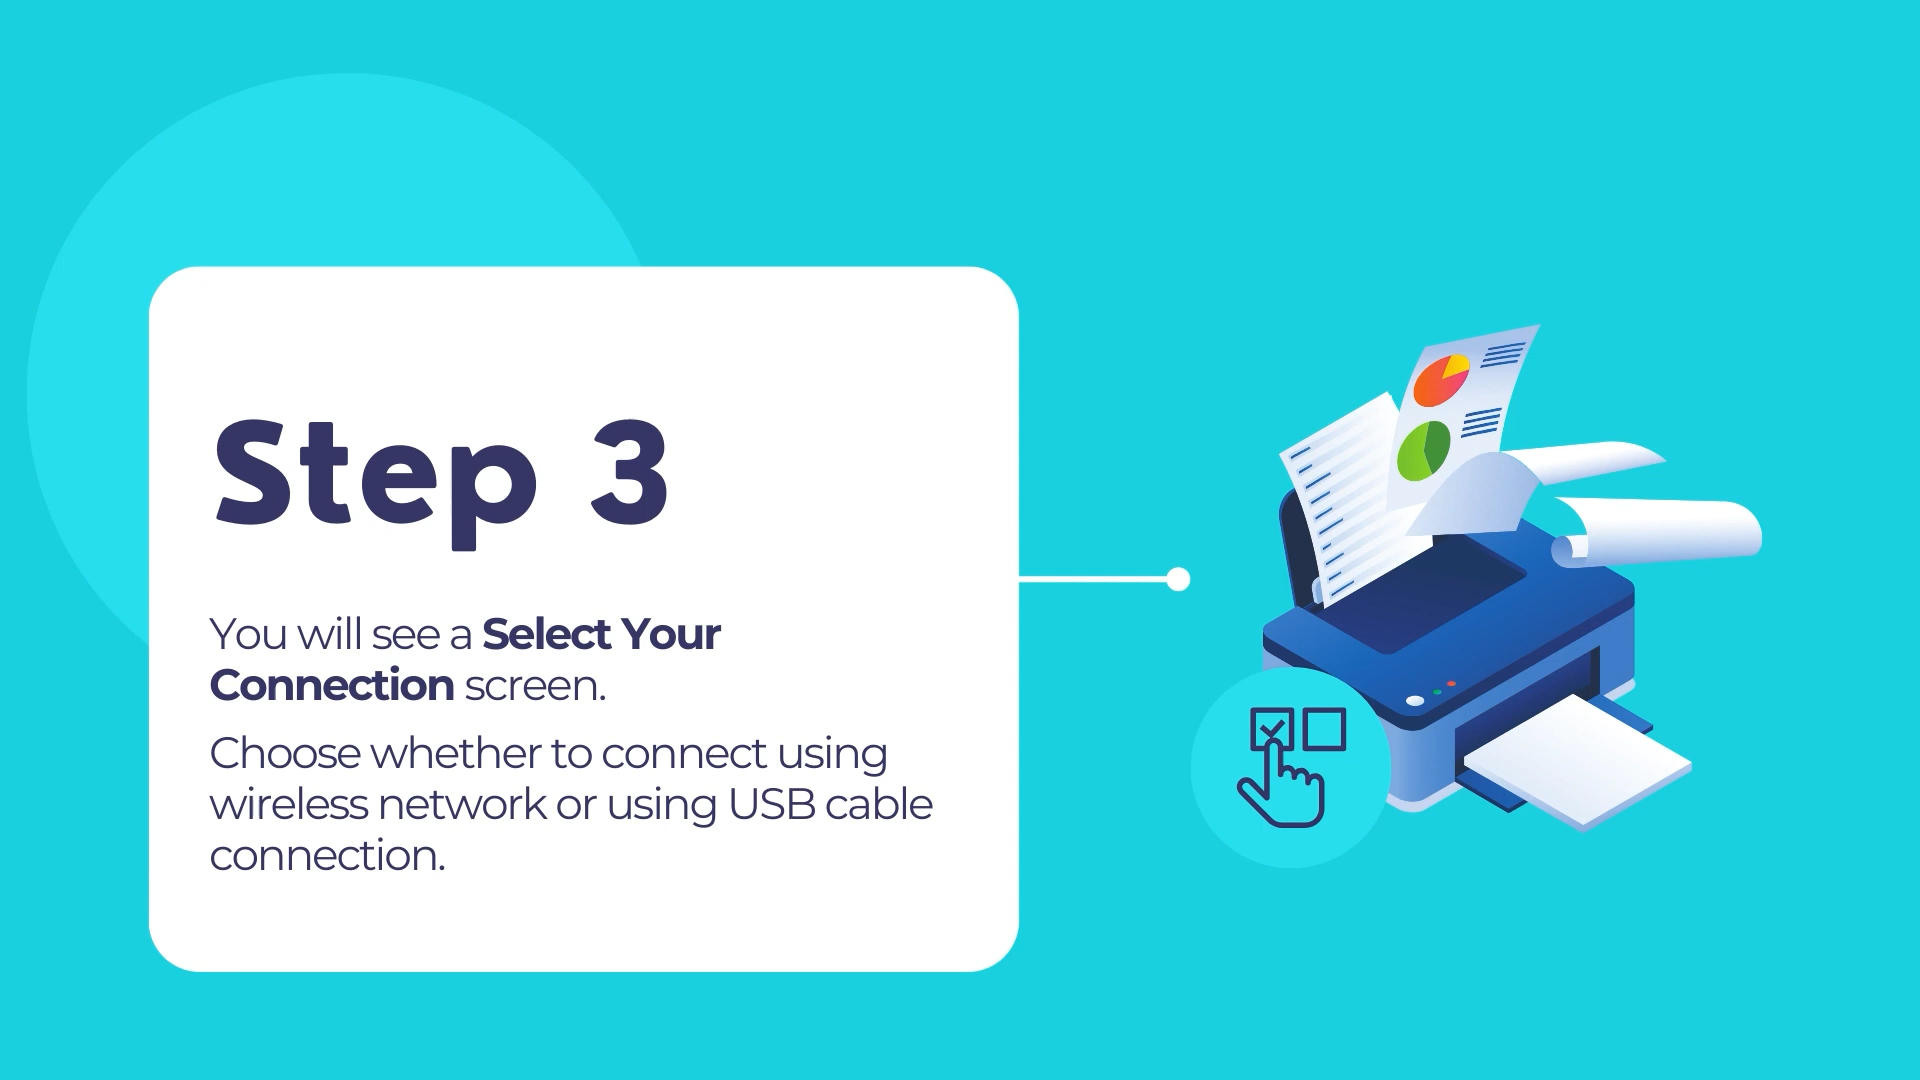 Step 3
You will see a Select Your
Connection screen.
Choose whether to connect using
wireless network or using USB cable
connection.